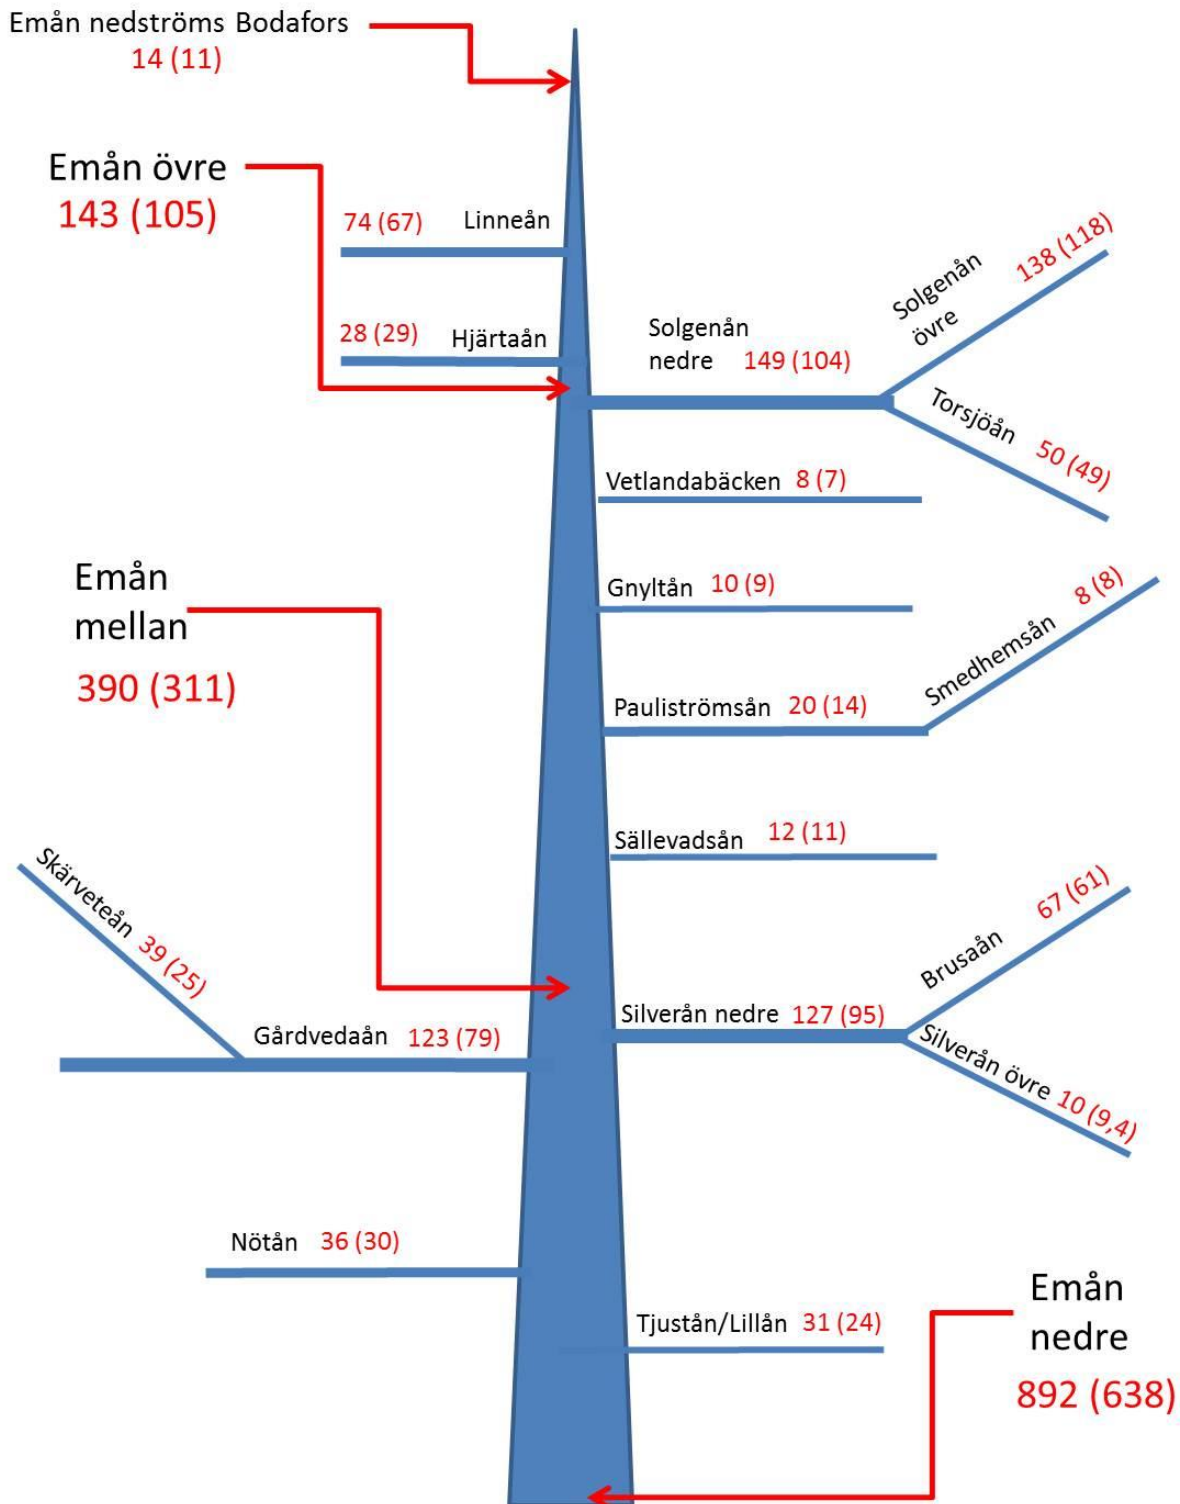 Emån nedströms Bodafors
14 (11)
Emån övre
143 (105)
74 (67) Linneån
28 (29) Hjärtaån
Solgenån
övre
138 (118)
Solgenån
nedre 149 (104)
Torsjöån 50 (49)
Vetlandabäcken 8 (7)
Emån
mellan
390 (311)
Gnyltån 10 (9)
Smedhemsån 8 (8)
Pauliströmsån 20 (14)
Sällevadsån 12 (11)
Skärveteån 39 (25)
Brusaån 67 (61)
Silverån nedre 127 (95)
Gårdvedaån 123 (79)
Silverån övre 10 (9,4)
Nötån 36 (30)
Tjustån/Lillån 31 (24)
Emån
nedre
892 (638)